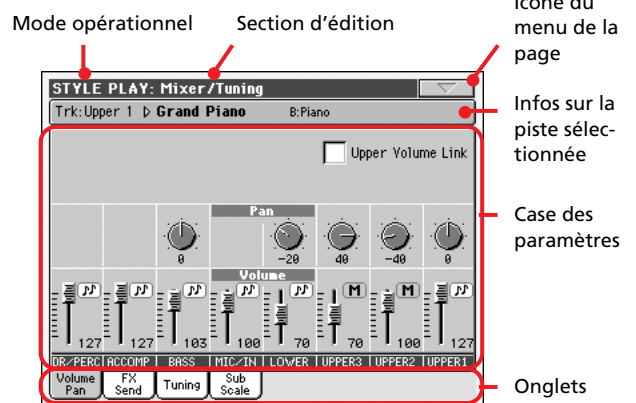 Mode opérationnel
Section d'édition
Icône du
menu de la
page
STYLE PLAY: Mixer/Tuning
Trk:Upper 1 ▷ Grand Piano B:Piano
Infos sur la
piste sélec-
tionnée
Upper Volume Link
Case des
paramètres
Pan
0 -20 40 -40 0
Volume
127 127 103 100 70 70 100 127
M M
DR/PERC ACCOMP BASS MIC/IN LOWER UPPER3 UPPER2 UPPER1
Volume Pan
FX Send
Tuning
Sub Scale
Onglets